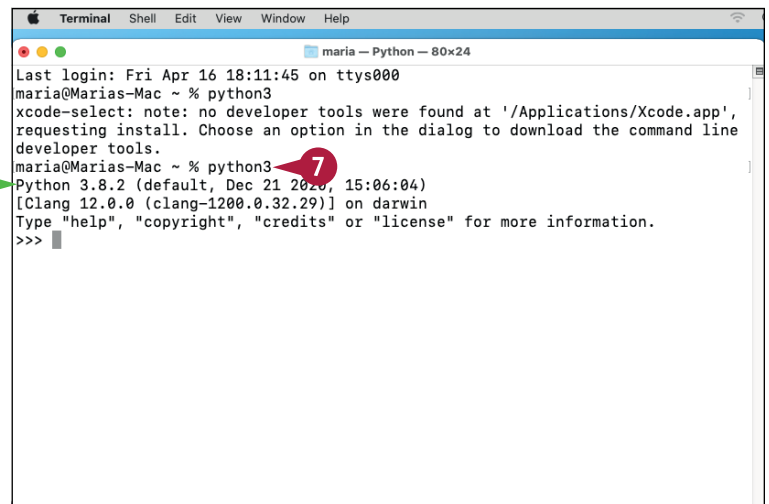 Terminal Shell Edit View Window Help
maria — Python — 80×24
Last login: Fri Apr 16 18:11:45 on ttys000
maria@Marias-Mac ~ % python3
xcode-select: note: no developer tools were found at '/Applications/Xcode.app',
requesting install. Choose an option in the dialog to download the command line
developer tools.
maria@Marias-Mac ~ % python3
7
Python 3.8.2 (default, Dec 21 2020, 15:06:04)
[Clang 12.0.0 (clang-1200.0.32.29)] on darwin
Type "help", "copyright", "credits" or "license" for more information.
>>>